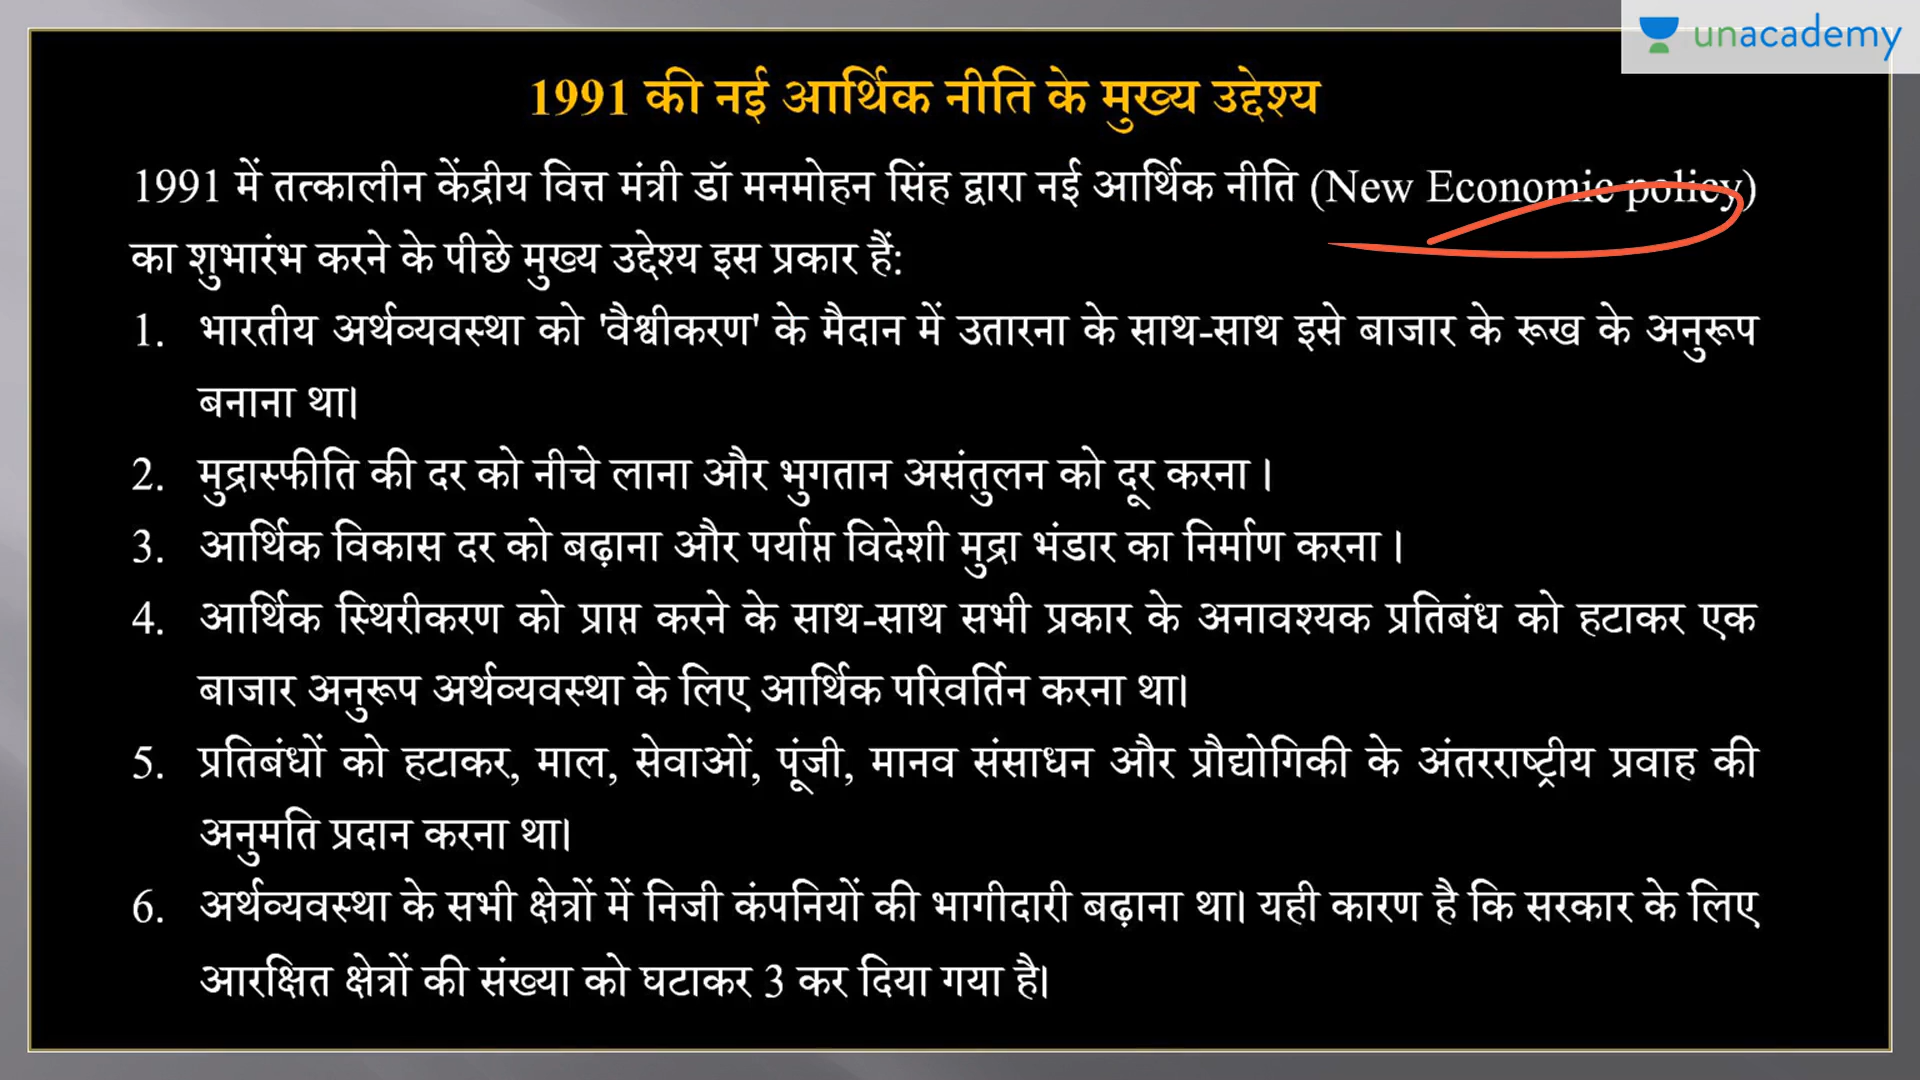 unacademy
1991 की नई आर्थिक नीति के मुख्य उद्देश्य
1991 में तत्कालीन केंद्रीय वित्त मंत्री डॉ मनमोहन सिंह द्वारा नई आर्थिक नीति (New Economic policy)
का शुभारंभ करने के पीछे मुख्य उद्देश्य इस प्रकार हैं:
1. भारतीय अर्थव्यवस्था को 'वैश्वीकरण' के मैदान में उतारना के साथ-साथ इसे बाजार के रूख के अनुरूप
बनाना था।
2. मुद्रास्फीति की दर को नीचे लाना और भुगतान असंतुलन को दूर करना ।
3. आर्थिक विकास दर को बढ़ाना और पर्याप्त विदेशी मुद्रा भंडार का निर्माण करना ।
4. आर्थिक स्थिरीकरण को प्राप्त करने के साथ-साथ सभी प्रकार के अनावश्यक प्रतिबंध को हटाकर एक
बाजार अनुरूप अर्थव्यवस्था के लिए आर्थिक परिवर्तिन करना था।
5. प्रतिबंधों को हटाकर, माल, सेवाओं, पूंजी, मानव संसाधन और प्रौद्योगिकी के अंतरराष्ट्रीय प्रवाह की
अनुमति प्रदान करना था।
6. अर्थव्यवस्था के सभी क्षेत्रों में निजी कंपनियों की भागीदारी बढ़ाना था। यही कारण है कि सरकार के लिए
आरक्षित क्षेत्रों की संख्या को घटाकर 3 कर दिया गया है।